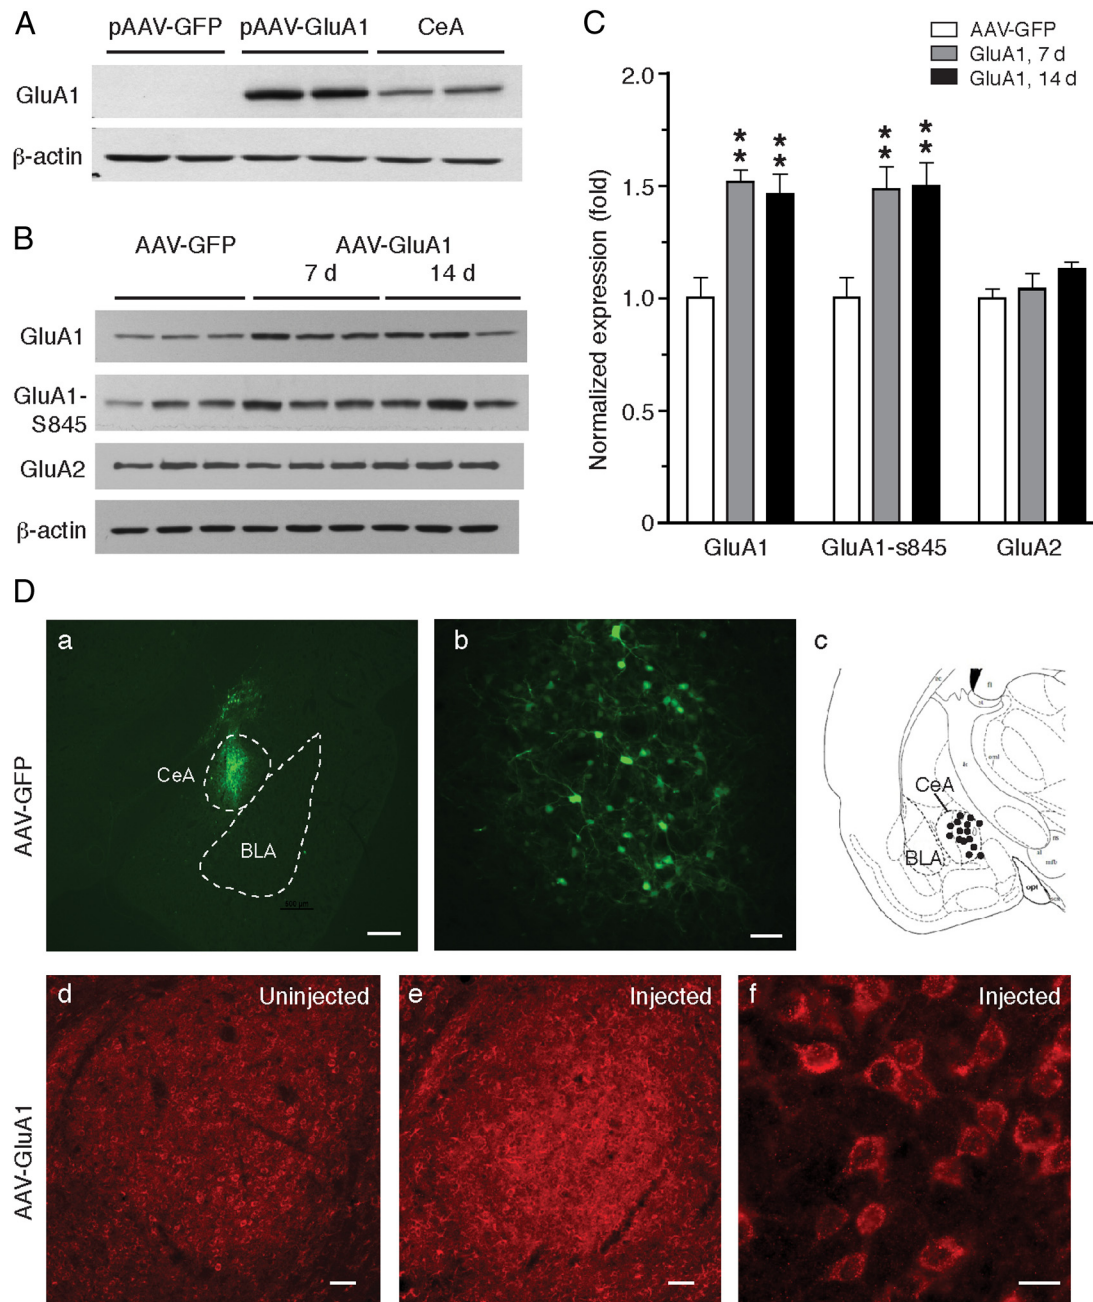 A
pAAV-GFP pAAV-GluA1 CeA
GluA1
β-actin
B
AAV-GFP AAV-GluA1
7 d 14 d
GluA1
GluA1-
S845
GluA2
β-actin
C
AAV-GFP
GluA1, 7 d
GluA1, 14 d
Normalized expression (fold)
2.0
1.5
1.0
0.5
0
** ** ** **
GluA1 GluA1-s845 GluA2
D
AAV-GFP
a
CeA
BLA
b
c
CeA
BLA
opt
AAV-GluA1
d Uninjected
e Injected
f Injected